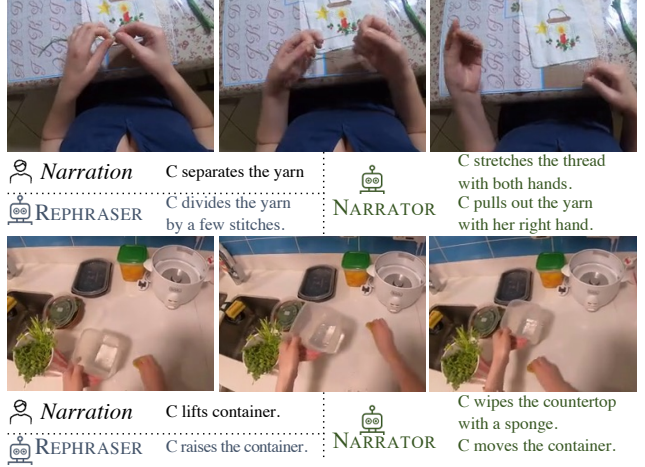 Narration C separates the yarn
REPHRASER C divides the yarn
by a few stitches.
NARRATOR
C stretches the thread
with both hands.
C pulls out the yarn
with her right hand.
Narration C lifts container.
REPHRASER C raises the container.
NARRATOR
C wipes the countertop
with a sponge.
C moves the container.